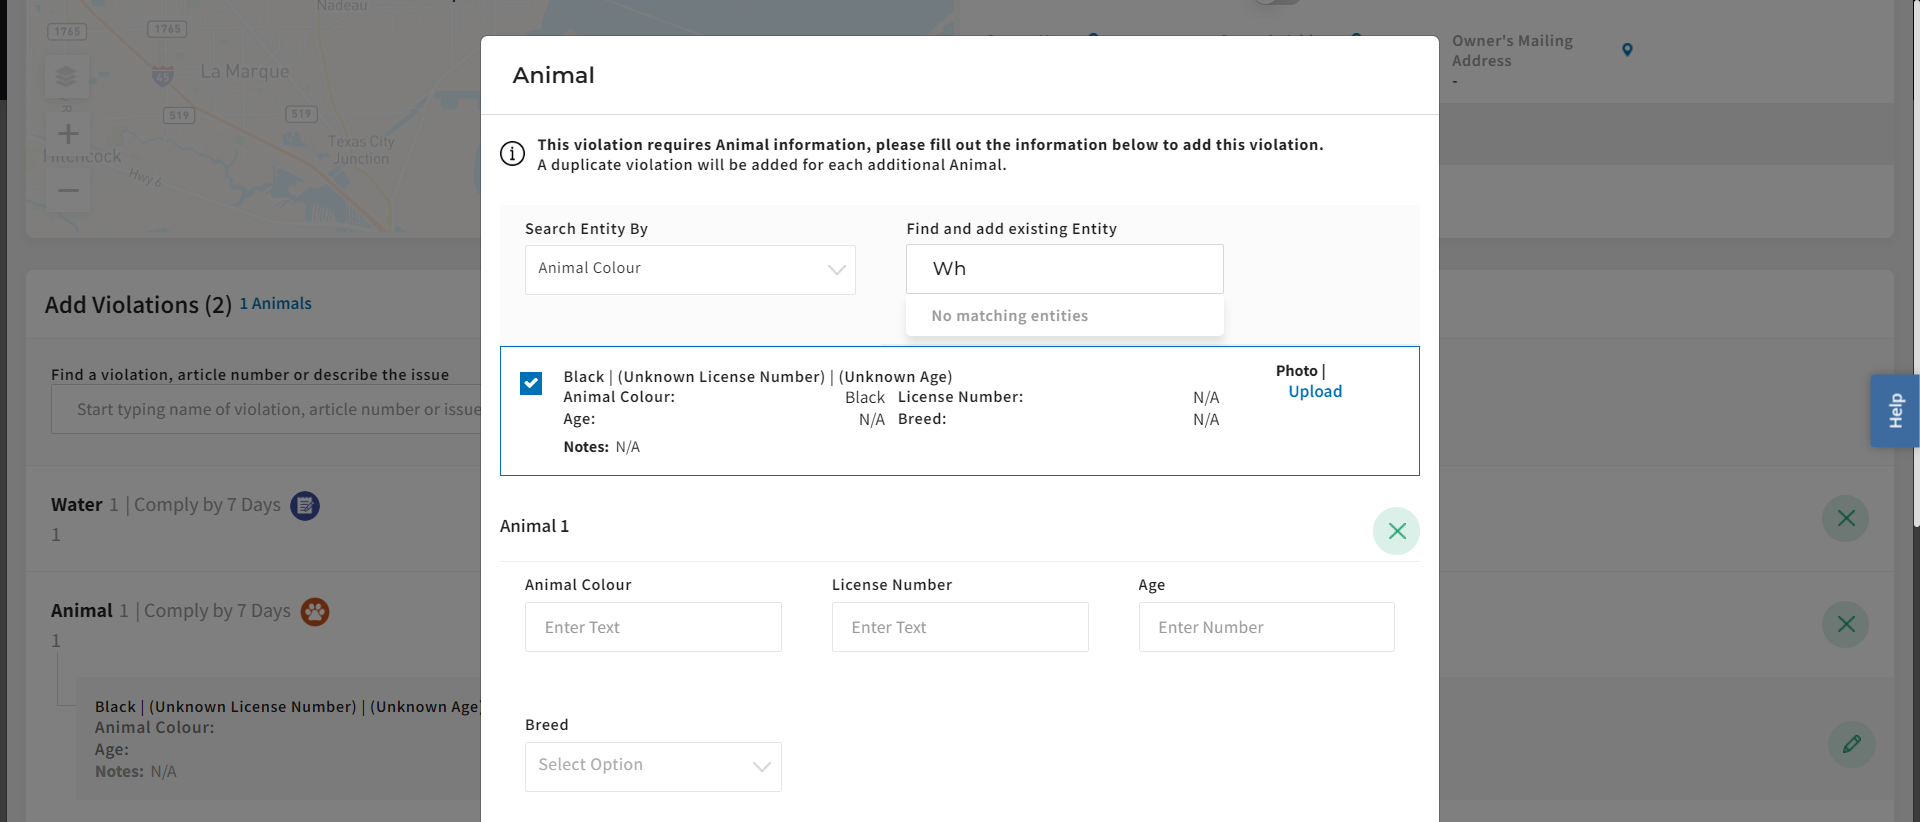 Nadeau
1765
1765
45
La Marque
519
519
Texas City
Junction
Hitchcock
Hwy 6
Owner's Mailing
Address
-
Animal
This violation requires Animal information, please fill out the information below to add this violation.
A duplicate violation will be added for each additional Animal.
Search Entity By
Find and add existing Entity
Animal Colour
Wh
No matching entities
Black | (Unknown License Number) | (Unknown Age)
Photo |
Animal Colour: Black License Number: N/A
Upload
Age: N/A Breed: N/A
Notes: N/A
Animal 1
Animal Colour
License Number
Age
Enter Text
Enter Text
Enter Number
Breed
Select Option
Add Violations (2) 1 Animals
Find a violation, article number or describe the issue
Start typing name of violation, article number or issue
Water 1 | Comply by 7 Days
1
Animal 1 | Comply by 7 Days
1
Black | (Unknown License Number) | (Unknown Age)
Animal Colour:
Age:
Notes: N/A
Help